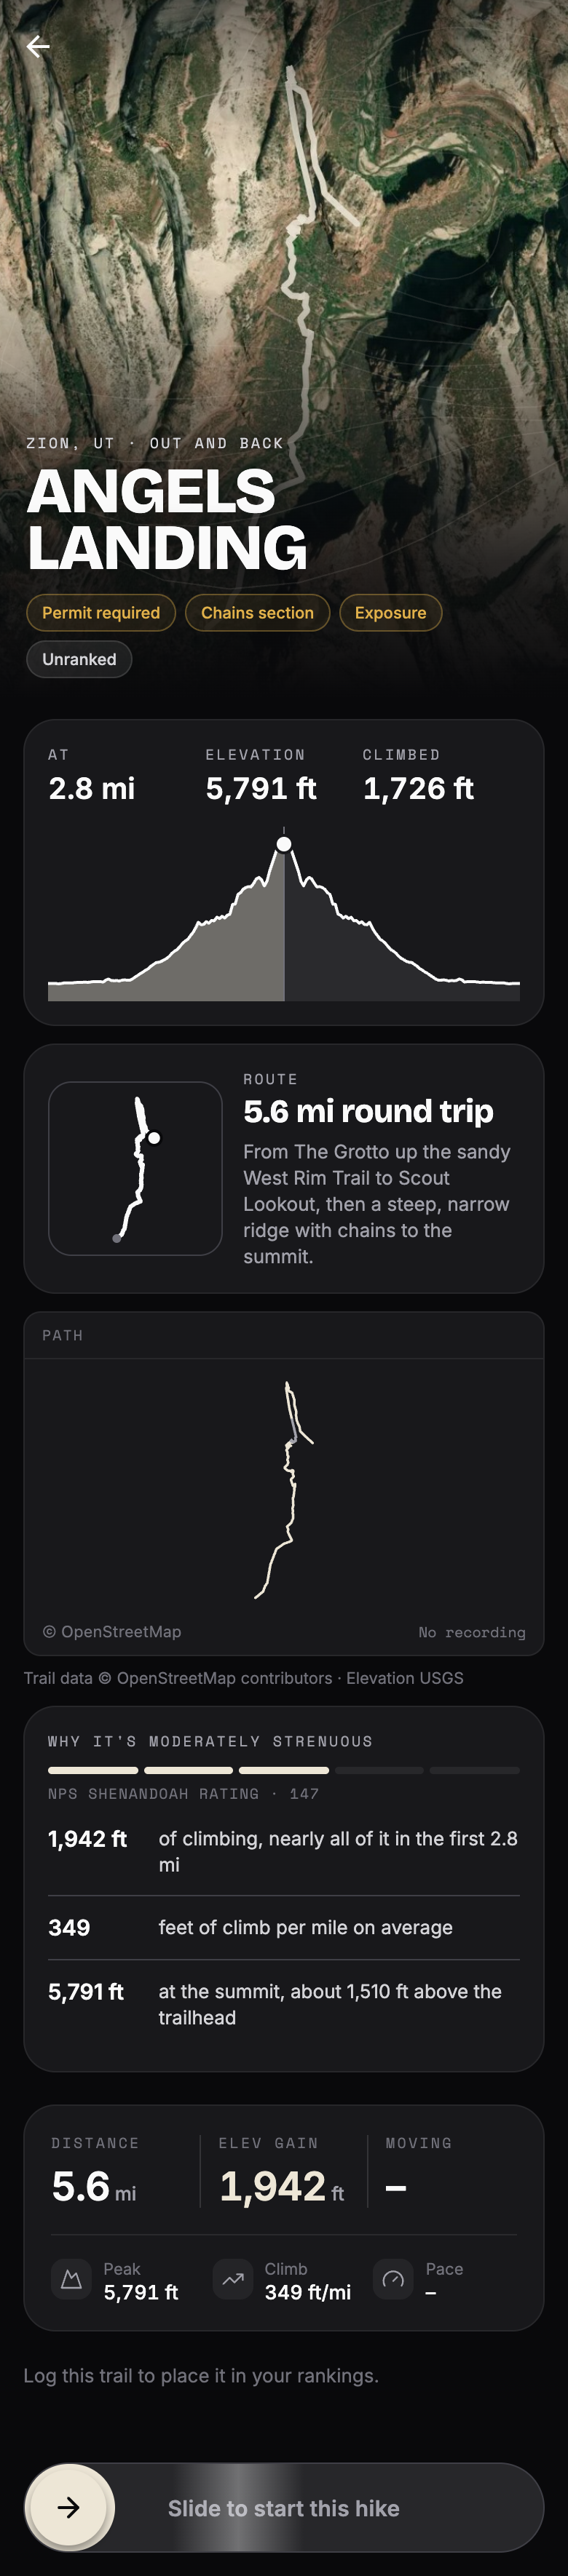 ZION, UT · OUT AND BACK
ANGELS
LANDING
Permit required
Chains section
Exposure
Unranked
AT
2.8 mi
ELEVATION
5,791 ft
CLIMBED
1,726 ft
ROUTE
5.6 mi round trip
From The Grotto up the sandy
West Rim Trail to Scout
Lookout, then a steep, narrow
ridge with chains to the
summit.
PATH
© OpenStreetMap
No recording
Trail data © OpenStreetMap contributors · Elevation USGS
WHY IT'S MODERATELY STRENUOUS
NPS SHENANDOAH RATING · 147
1,942 ft
of climbing, nearly all of it in the first 2.8
mi
349
feet of climb per mile on average
5,791 ft
at the summit, about 1,510 ft above the
trailhead
DISTANCE
5.6 mi
ELEV GAIN
1,942 ft
MOVING
–
Peak
5,791 ft
Climb
349 ft/mi
Pace
–
Log this trail to place it in your rankings.
Slide to start this hike